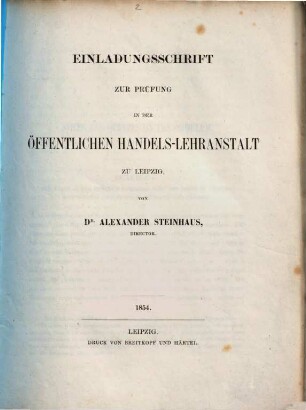 2
EINLADUNGSSCHRIFT
ZUR PRÜFUNG
IN DER
ÖFFENTLICHEN HANDELS-LEHRANSTALT
ZU LEIPZIG.
VON
DR. ALEXANDER STEINHAUS,
DIRECTOR.
1854.
LEIPZIG.
DRUCK VON BREITKOPF UND HÄRTEL.